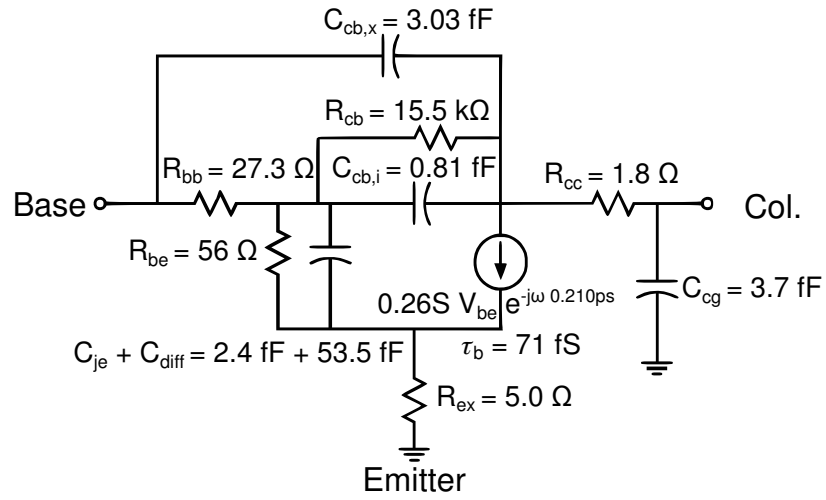 C_cb,x = 3.03 fF
R_cb = 15.5 kΩ
R_bb = 27.3 Ω
C_cb,i = 0.81 fF
R_cc = 1.8 Ω
Base
Col.
R_be = 56 Ω
0.26S V_be e^-jω 0.210ps
C_cg = 3.7 fF
C_je + C_diff = 2.4 fF + 53.5 fF
τ_b = 71 fS
R_ex = 5.0 Ω
Emitter